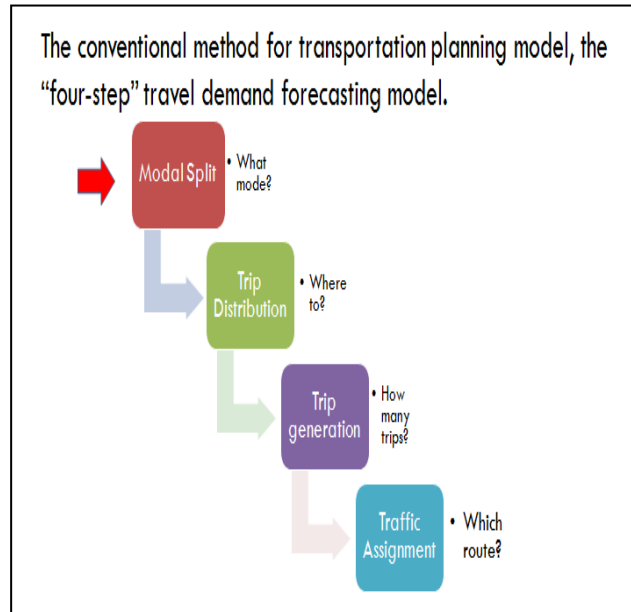 The conventional method for transportation planning model, the
“four-step” travel demand forecasting model.
Modal Split
• What
mode?
Trip
Distribution
• Where
to?
Trip
generation
• How
many
trips?
Traffic
Assignment
• Which
route?